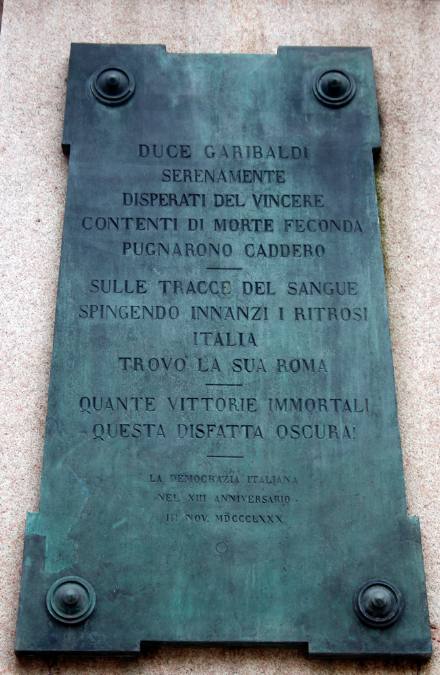 DUCE GARIBALDI
SERENAMENTE
DISPERATI DEL VINCERE
CONTENTI DI MORTE FECONDA
PUGNARONO CADDERO
SULLE TRACCE DEL SANGUE
SPINGENDO INNANZI I RITROSI
ITALIA
TROVÒ LA SUA ROMA
QUANTE VITTORIE IMMORTALI
QUESTA DISFATTA OSCURA!
LA DEMOCRAZIA ITALIANA
NEL XIII ANNIVERSARIO
III NOV. MDCCCLXXX